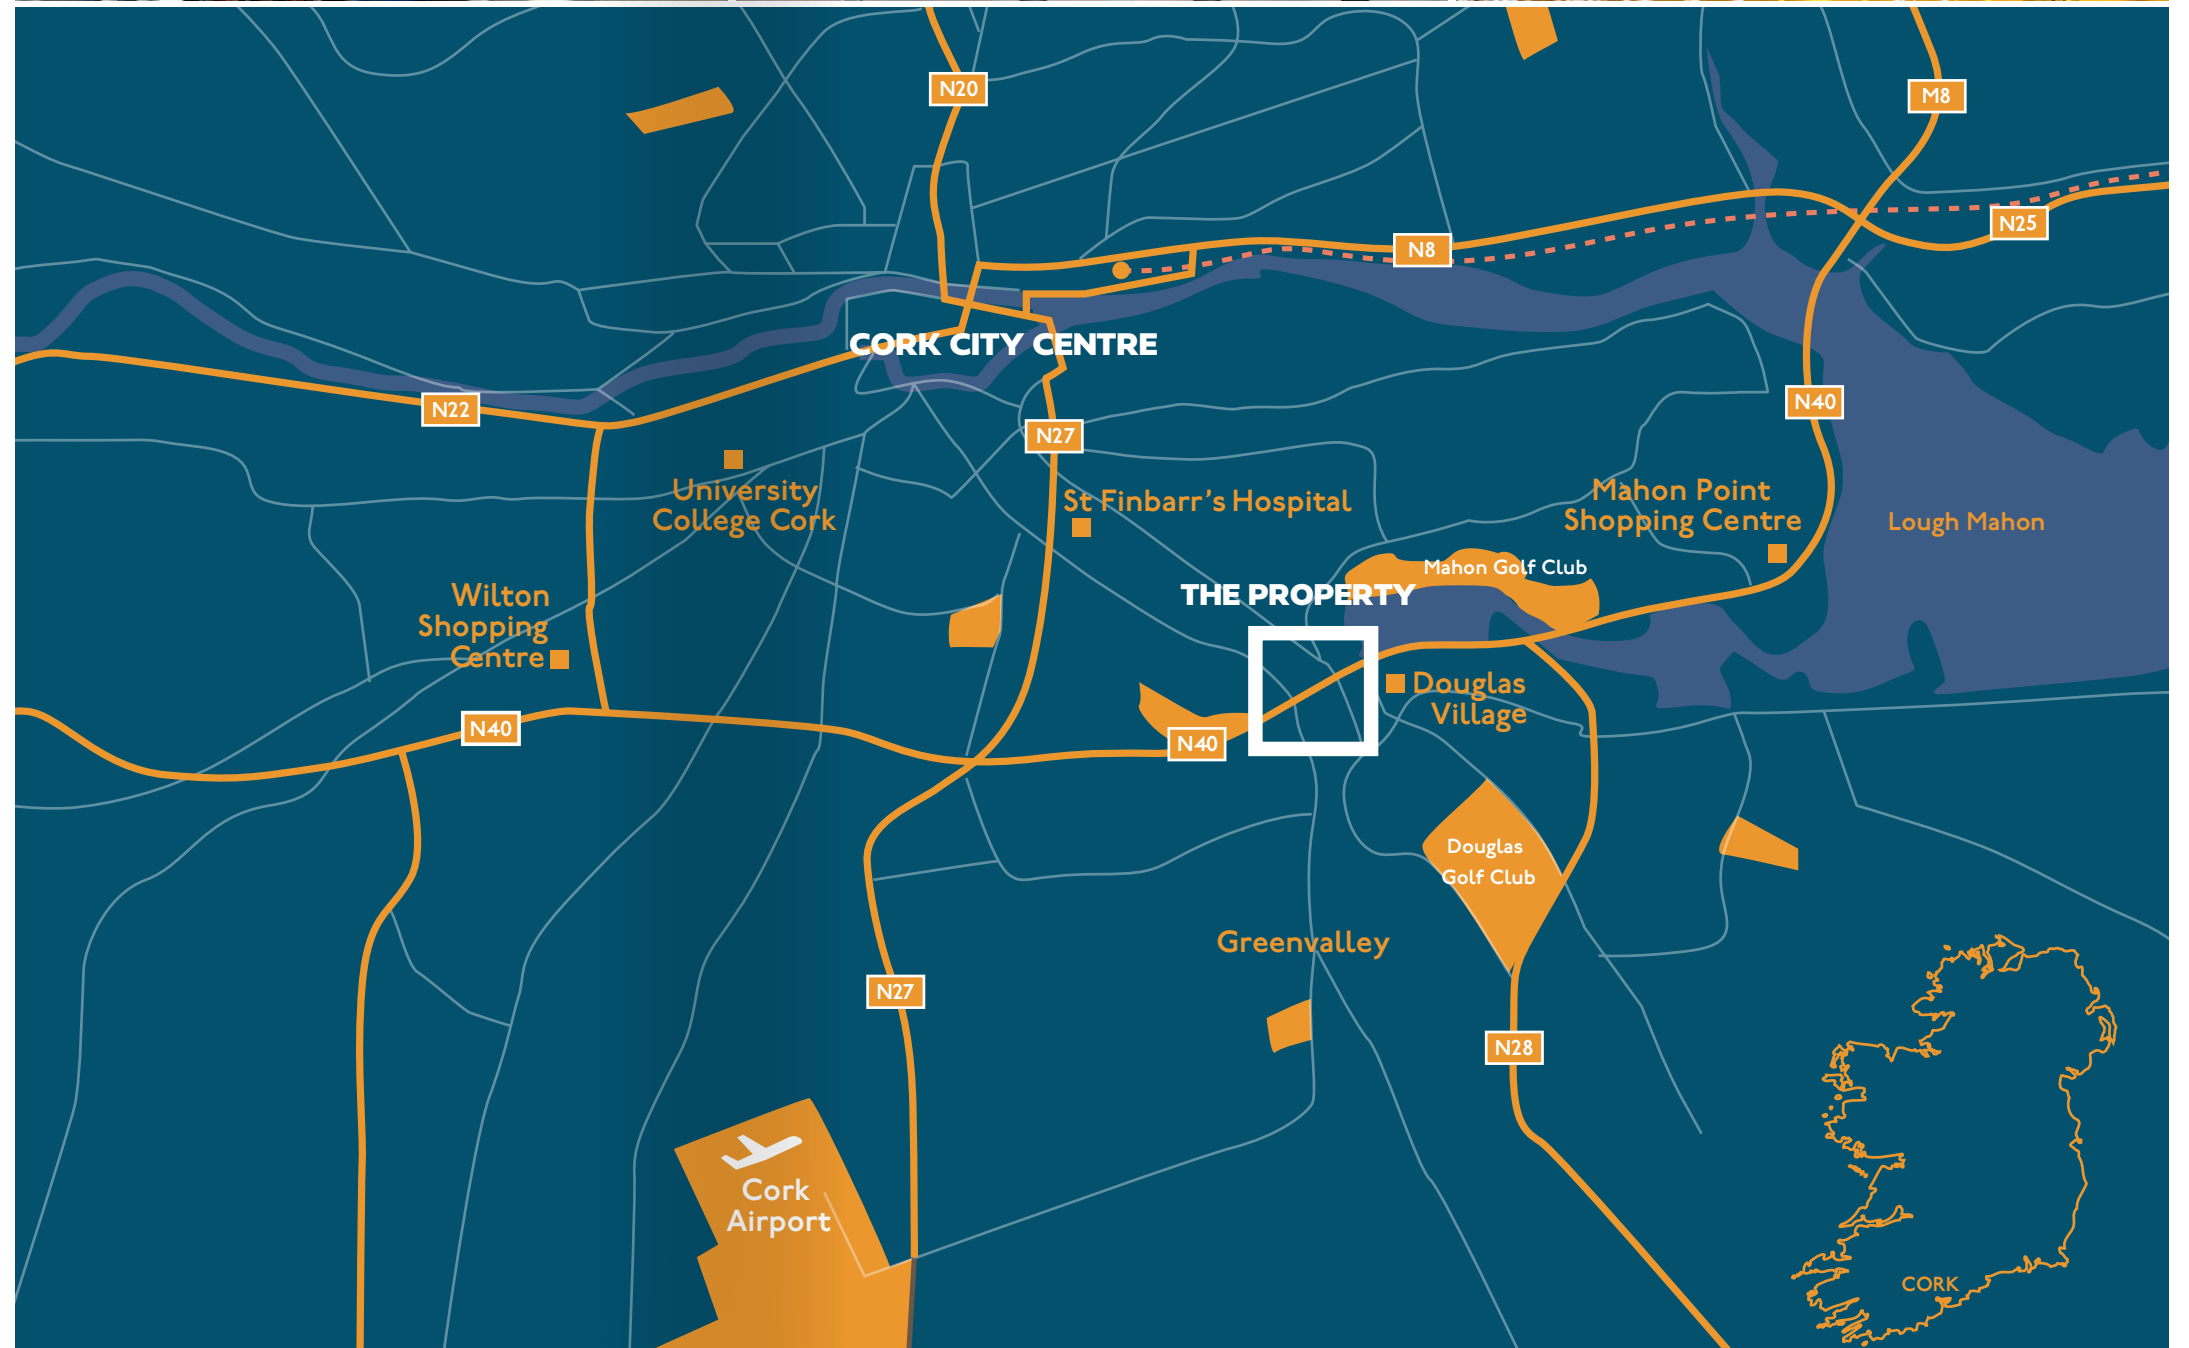 N20
M8
N25
N8
CORK CITY CENTRE
N22
N40
N27
University
College Cork
St Finbarr's Hospital
Mahon Point
Shopping Centre
Lough Mahon
Mahon Golf Club
Wilton
Shopping
Centre
THE PROPERTY
Douglas
Village
N40
N40
Douglas
Golf Club
Greenvalley
N27
N28
Cork
Airport
CORK